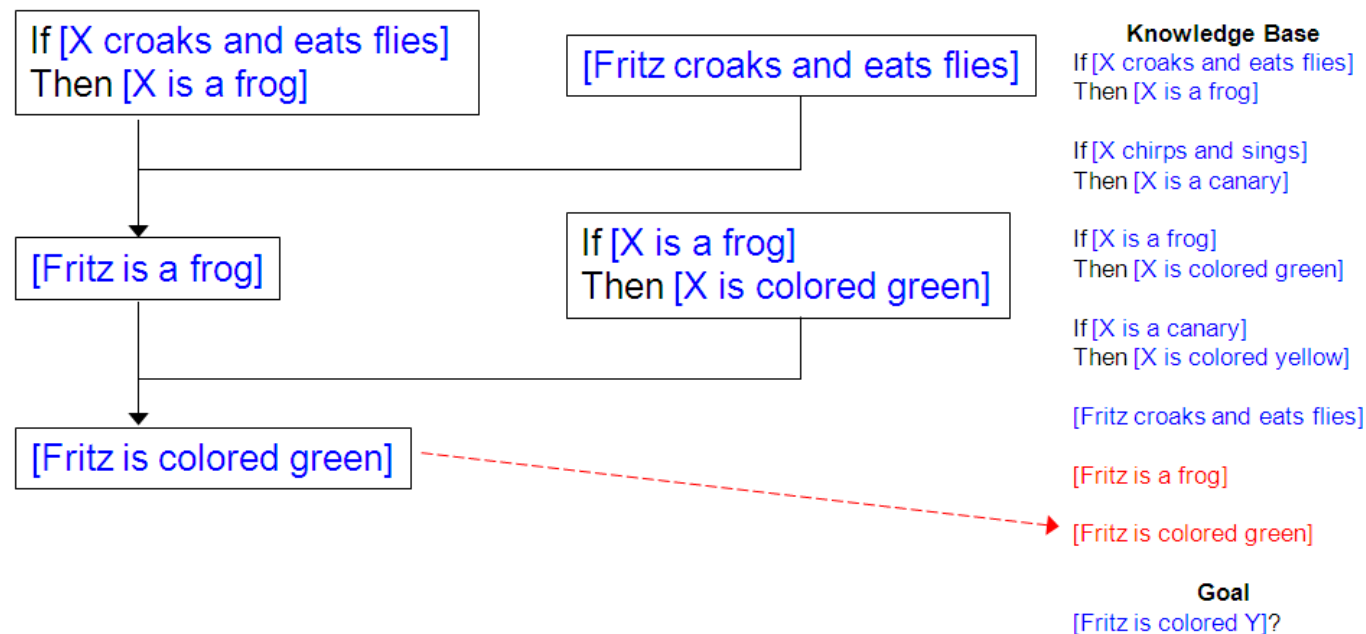 If [X croaks and eats flies]
Then [X is a frog]
[Fritz croaks and eats flies]
[Fritz is a frog]
If [X is a frog]
Then [X is colored green]
[Fritz is colored green]
Knowledge Base
If [X croaks and eats flies]
Then [X is a frog]
If [X chirps and sings]
Then [X is a canary]
If [X is a frog]
Then [X is colored green]
If [X is a canary]
Then [X is colored yellow]
[Fritz croaks and eats flies]
[Fritz is a frog]
[Fritz is colored green]
Goal
[Fritz is colored Y]?